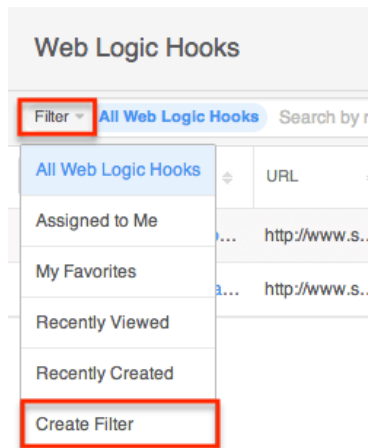 Web Logic Hooks
Filter All Web Logic Hooks Search by
All Web Logic Hooks URL
Assigned to Me ... http://www.s...
My Favorites a... http://www.s...
Recently Viewed
Recently Created
Create Filter